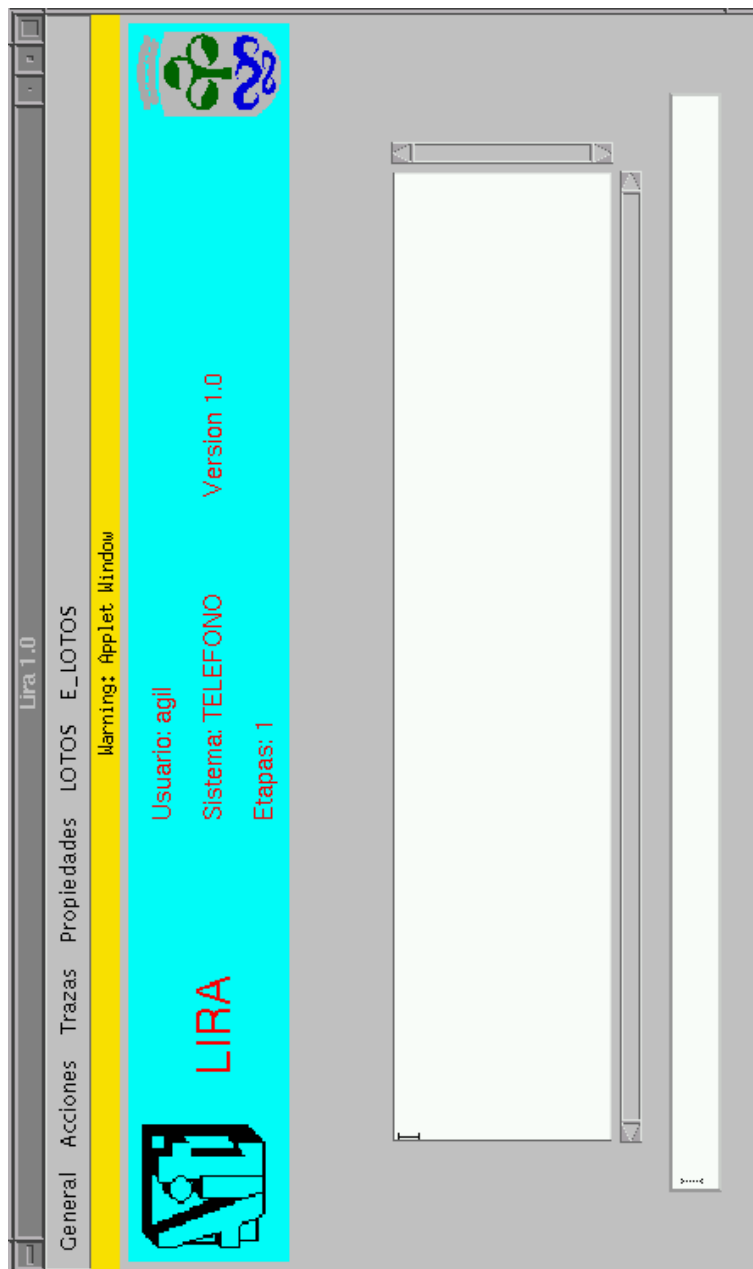 Lira 1.0
General Acciones Trazas Propiedades LOTOS E_LOTOS
Warning: Applet Window
Usuario: agil
LIRA Sistema: TELEFONO Version 1.0
Etapas: 1